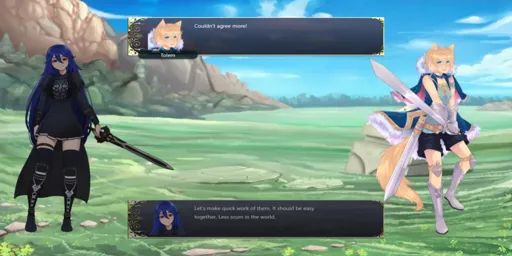 Couldn't agree more!
Totem
Let's make quick work of them. It should be easy
together. Less scum in the world.